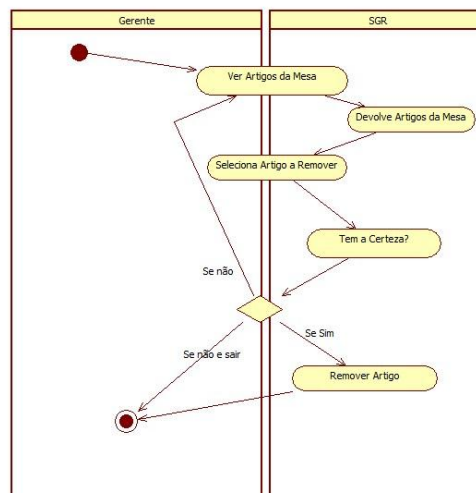 Gerente
SGR
Ver Artigos da Mesa
Devolve Artigos da Mesa
Seleciona Artigo a Remover
Tem a Certeza?
Se não
Se Sim
Se não e sair
Remover Artigo